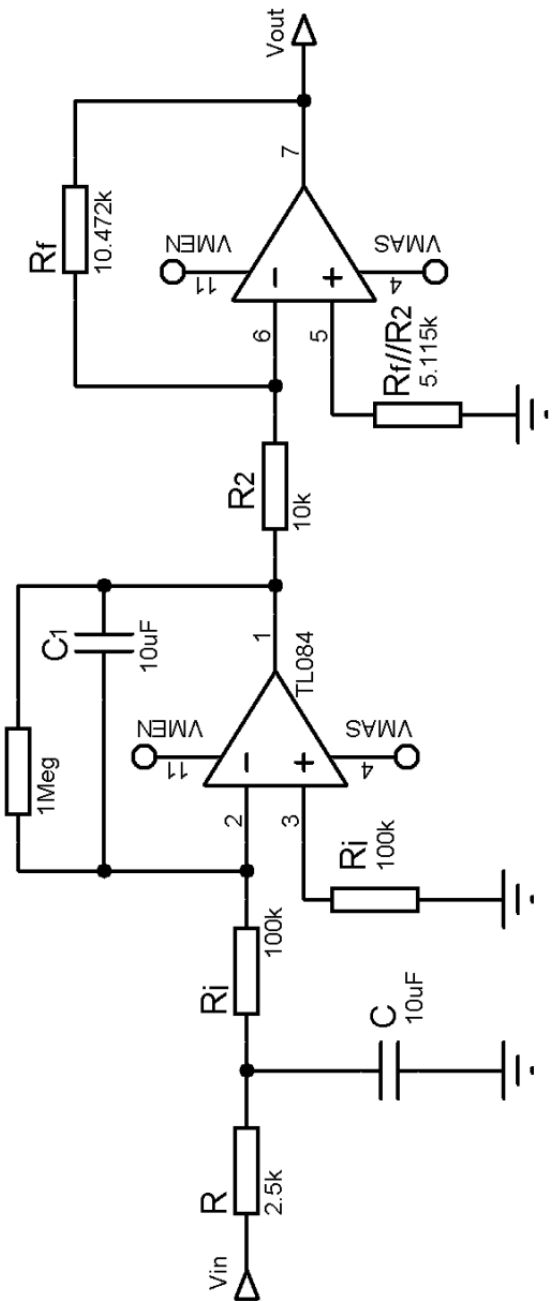 Vin
R
2.5k
C
10uF
Ri
100k
Ri
100k
1Meg
C1
10uF
2
3
11
VMEN
4
VMAS
1
TL084
R2
10k
Rf
10.472k
6
5
11
VMEN
4
VMAS
7
Rf//R2
5.115k
Vout